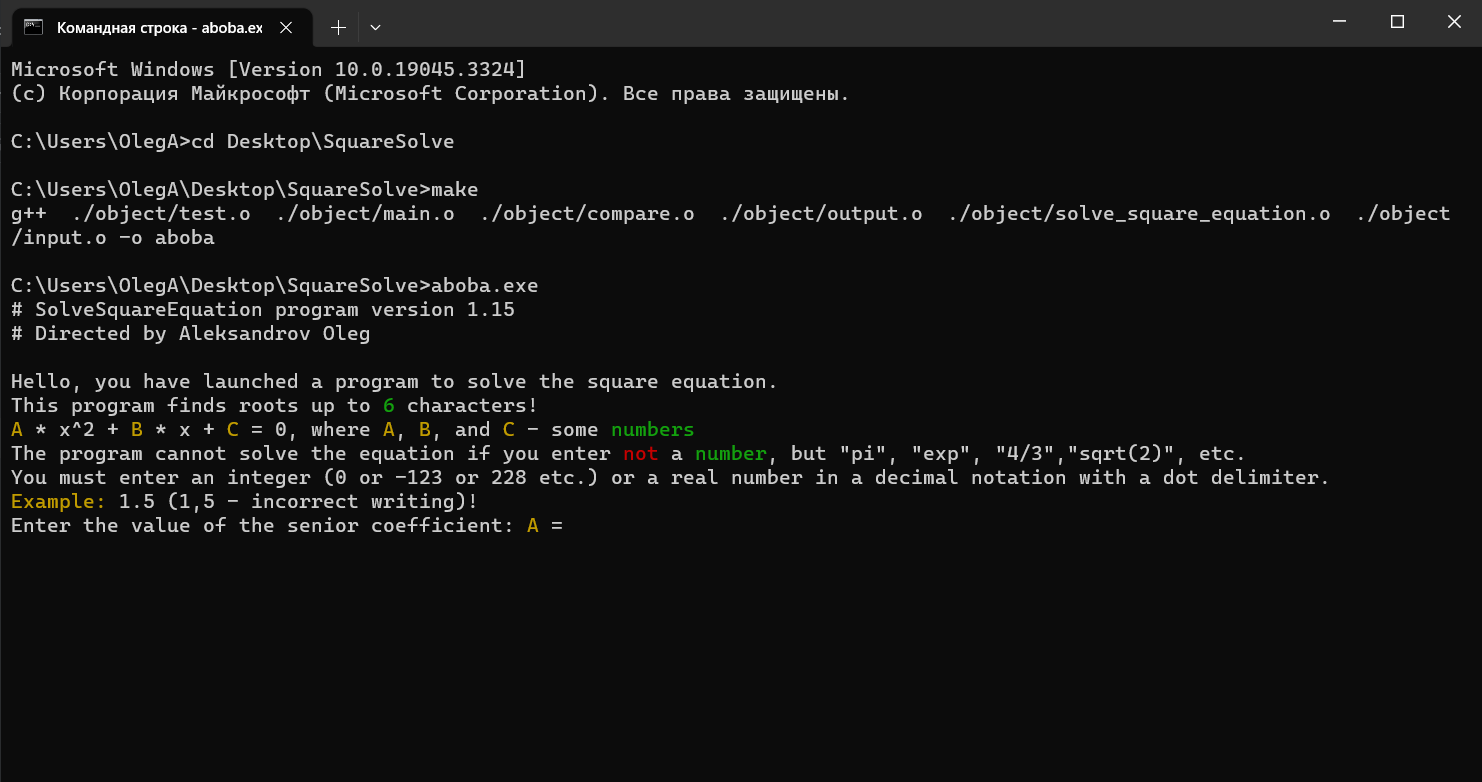 Командная строка - aboba.ex
Microsoft Windows [Version 10.0.19045.3324]
(c) Корпорация Майкрософт (Microsoft Corporation). Все права защищены.
C:\Users\OlegA>cd Desktop\SquareSolve
C:\Users\OlegA\Desktop\SquareSolve>make
g++  ./object/test.o  ./object/main.o  ./object/compare.o  ./object/output.o  ./object/solve_square_equation.o  ./object
/input.o -o aboba
C:\Users\OlegA\Desktop\SquareSolve>aboba.exe
# SolveSquareEquation program version 1.15
# Directed by Aleksandrov Oleg
Hello, you have launched a program to solve the square equation.
This program finds roots up to 6 characters!
A * x^2 + B * x + C = 0, where A, B, and C - some numbers
The program cannot solve the equation if you enter not a number, but "pi", "exp", "4/3","sqrt(2)", etc.
You must enter an integer (0 or -123 or 228 etc.) or a real number in a decimal notation with a dot delimiter.
Example: 1.5 (1,5 - incorrect writing)!
Enter the value of the senior coefficient: A =